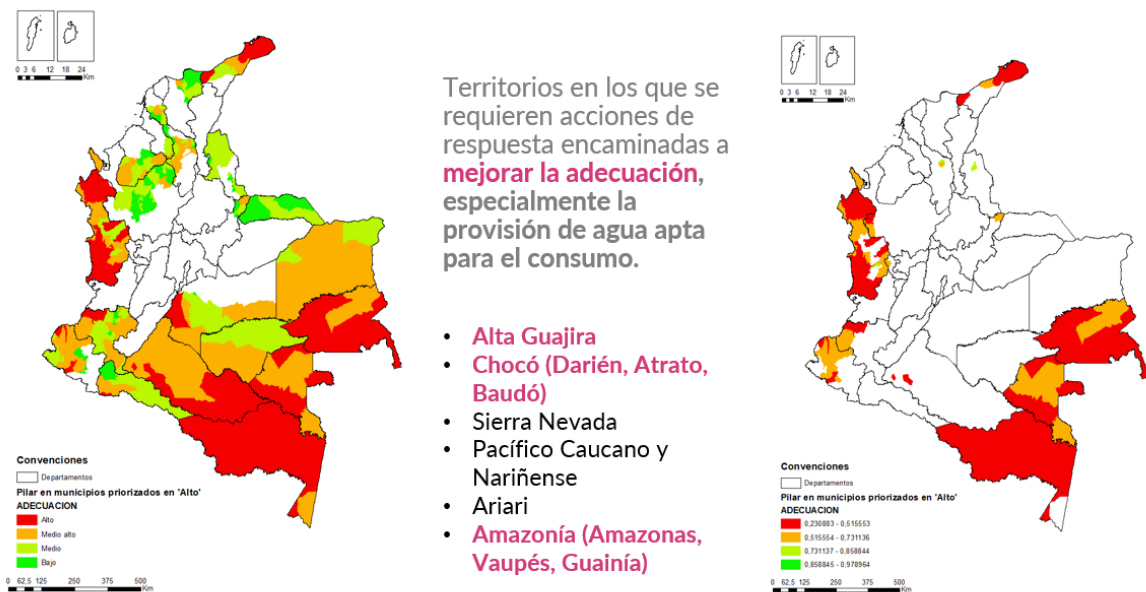 0 3 6 12 18 24
Km
Convenciones
Departamentos
Pilar en municipios priorizados en 'Alto'
ADECUACION
Alto
Medio alto
Medio
Bajo
0 62,5 125 250 375 500
Km
Territorios en los que se
requieren acciones de
respuesta encaminadas a
mejorar la adecuación,
especialmente la
provisión de agua apta
para el consumo.
• Alta Guajira
• Chocó (Darién, Atrato,
Baudó)
• Sierra Nevada
• Pacífico Caucano y
Nariñense
• Ariari
• Amazonía (Amazonas,
Vaupés, Guainía)
0 3 6 12 18 24
Km
Convenciones
Departamentos
Pilar en municipios priorizados en 'Alto'
ADECUACION
0,230883 - 0,515553
0,515554 - 0,731136
0,731137 - 0,858844
0,858845 - 0,978964
0 62,5 125 250 375 500
Km